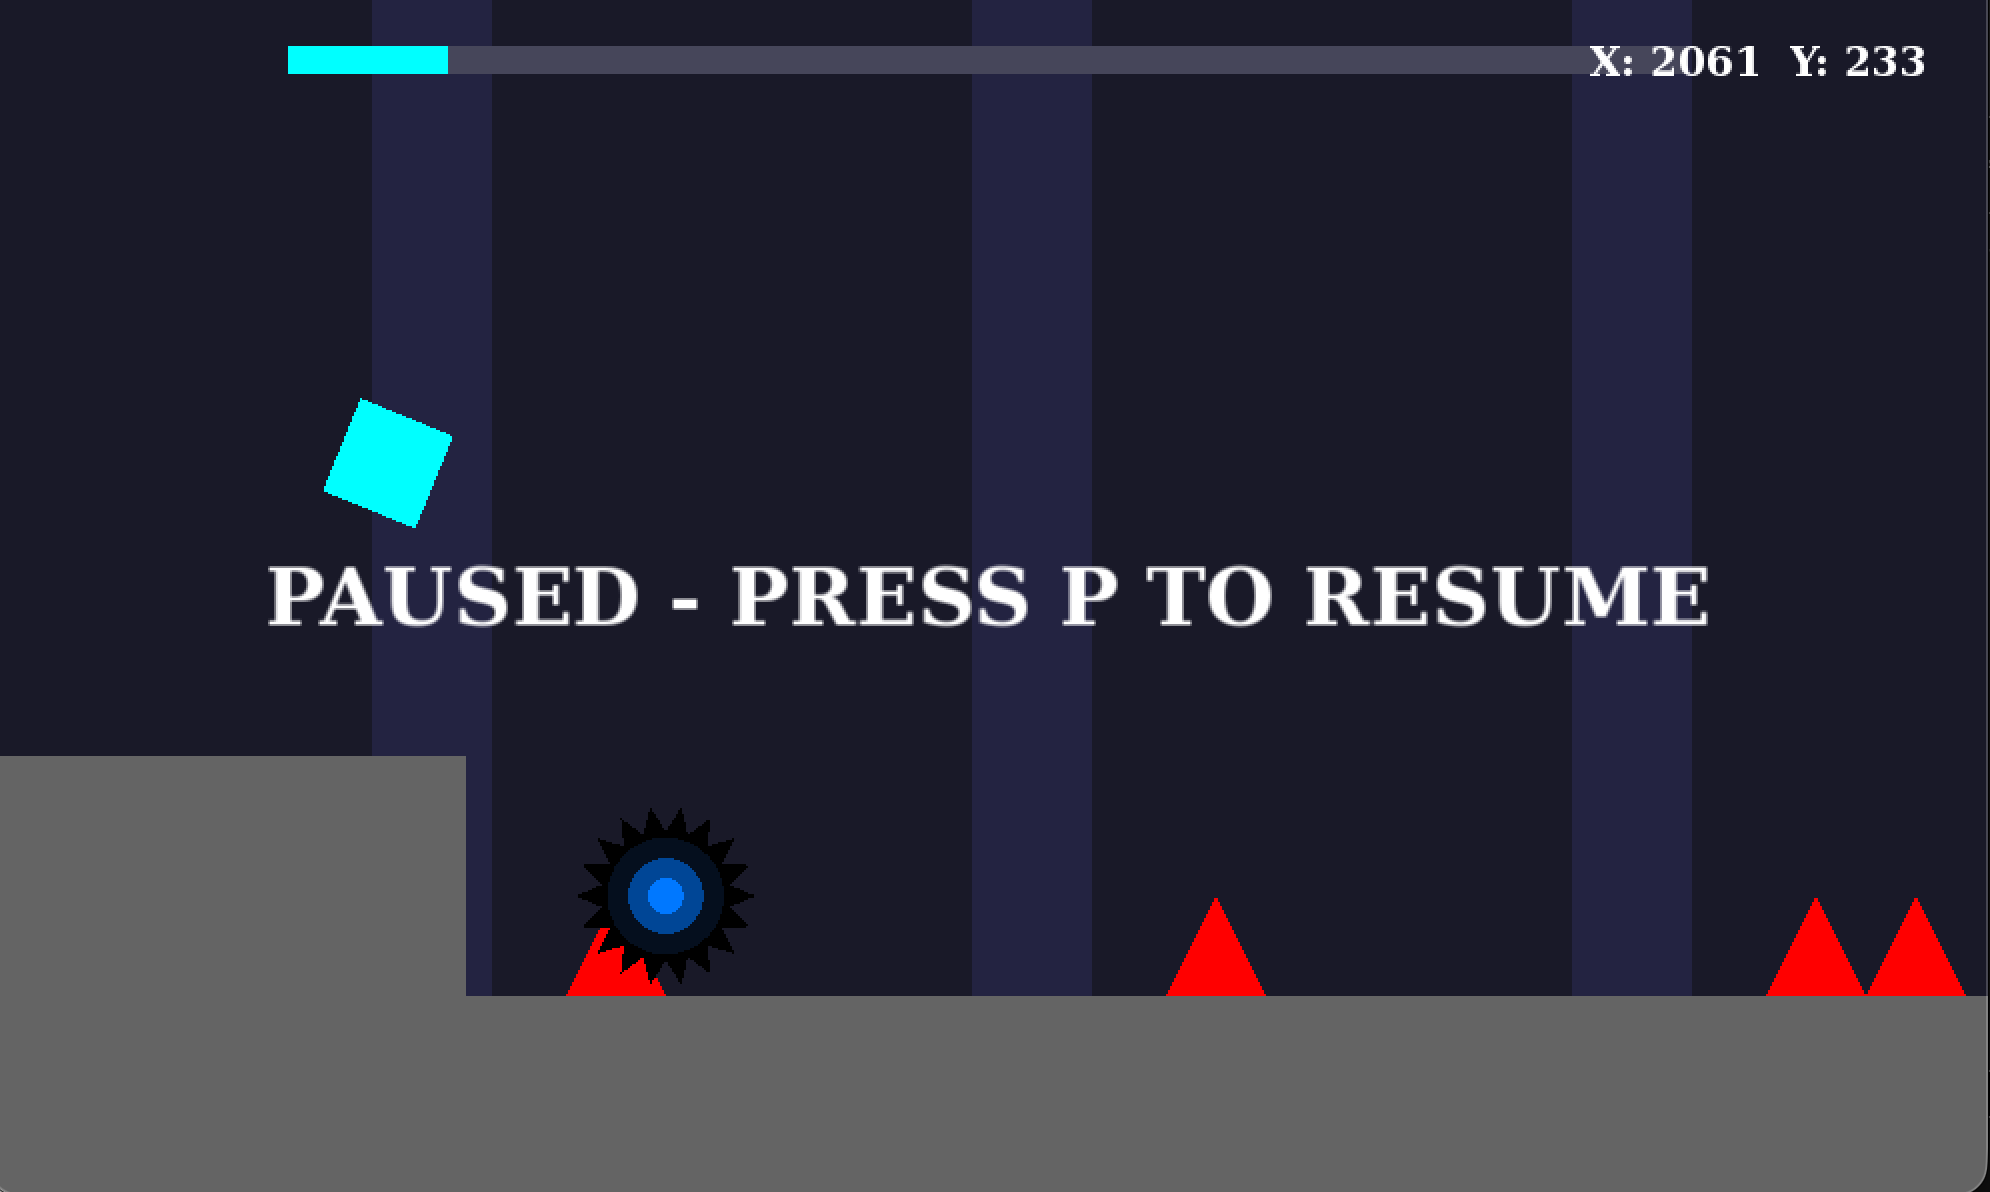 X: 2061 Y: 233
PAUSED - PRESS P TO RESUME